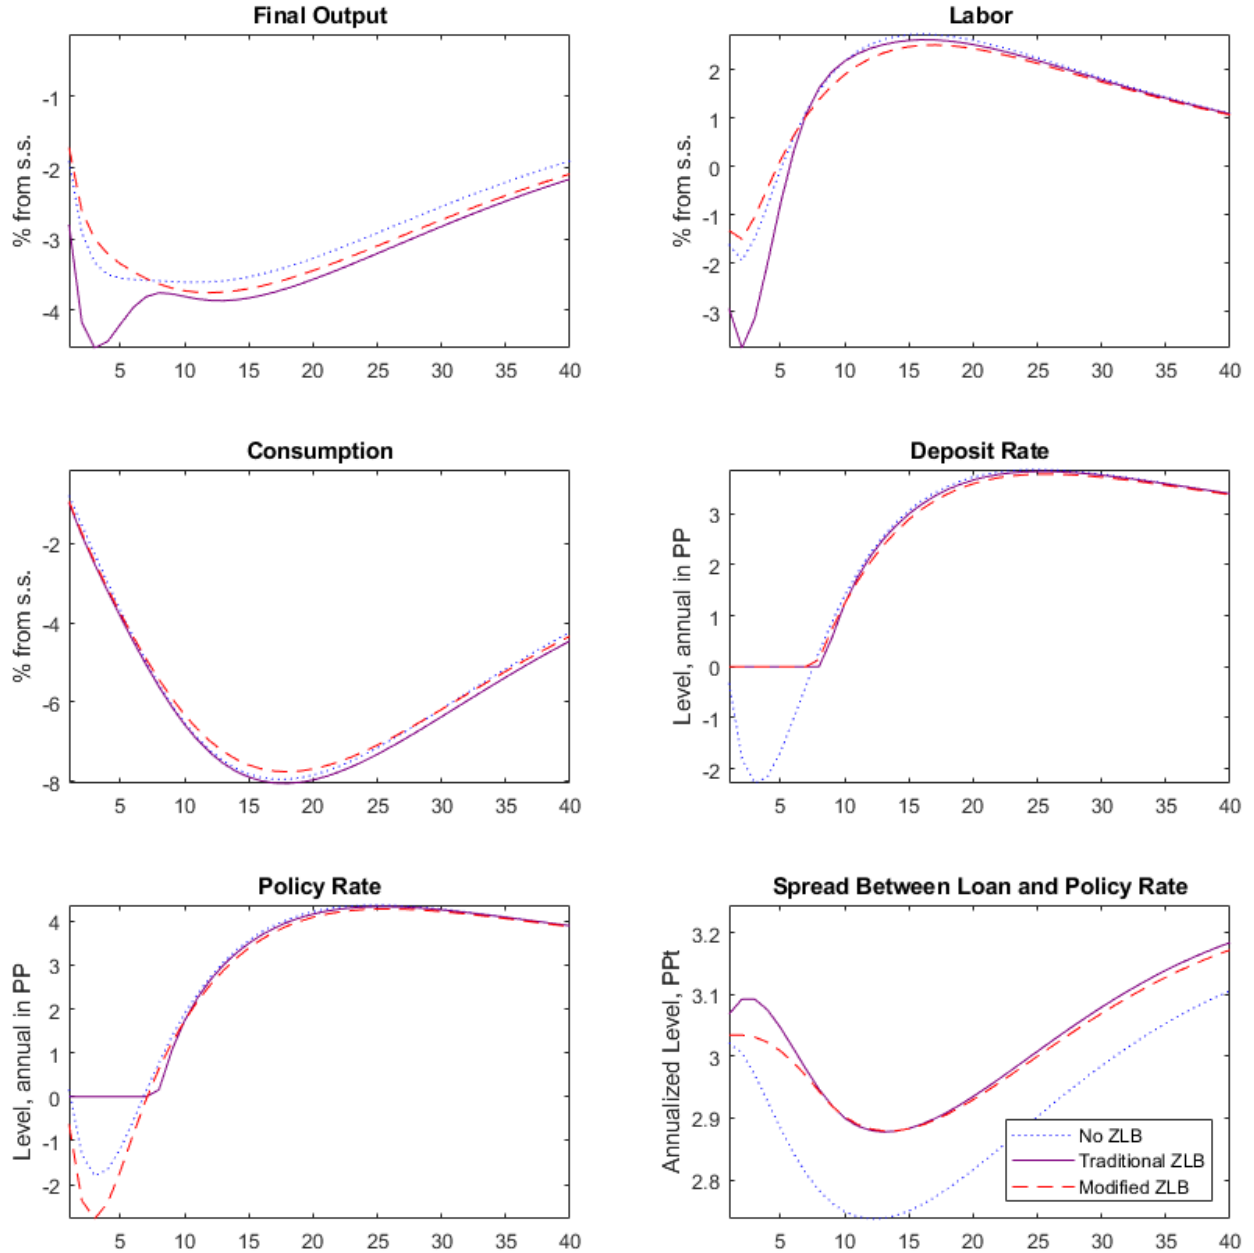 Final Output
% from s.s.
-1
-2
-3
-4
5 10 15 20 25 30 35 40
Labor
% from s.s.
2
1
0
-1
-2
-3
5 10 15 20 25 30 35 40
Consumption
% from s.s.
-2
-4
-6
-8
5 10 15 20 25 30 35 40
Deposit Rate
Level, annual in PP
3
2
1
0
-1
-2
5 10 15 20 25 30 35 40
Policy Rate
Level, annual in PP
4
3
2
1
0
-1
-2
5 10 15 20 25 30 35 40
Spread Between Loan and Policy Rate
Annualized Level, PPt
3.2
3.1
3
2.9
2.8
5 10 15 20 25 30 35 40
No ZLB
Traditional ZLB
Modified ZLB